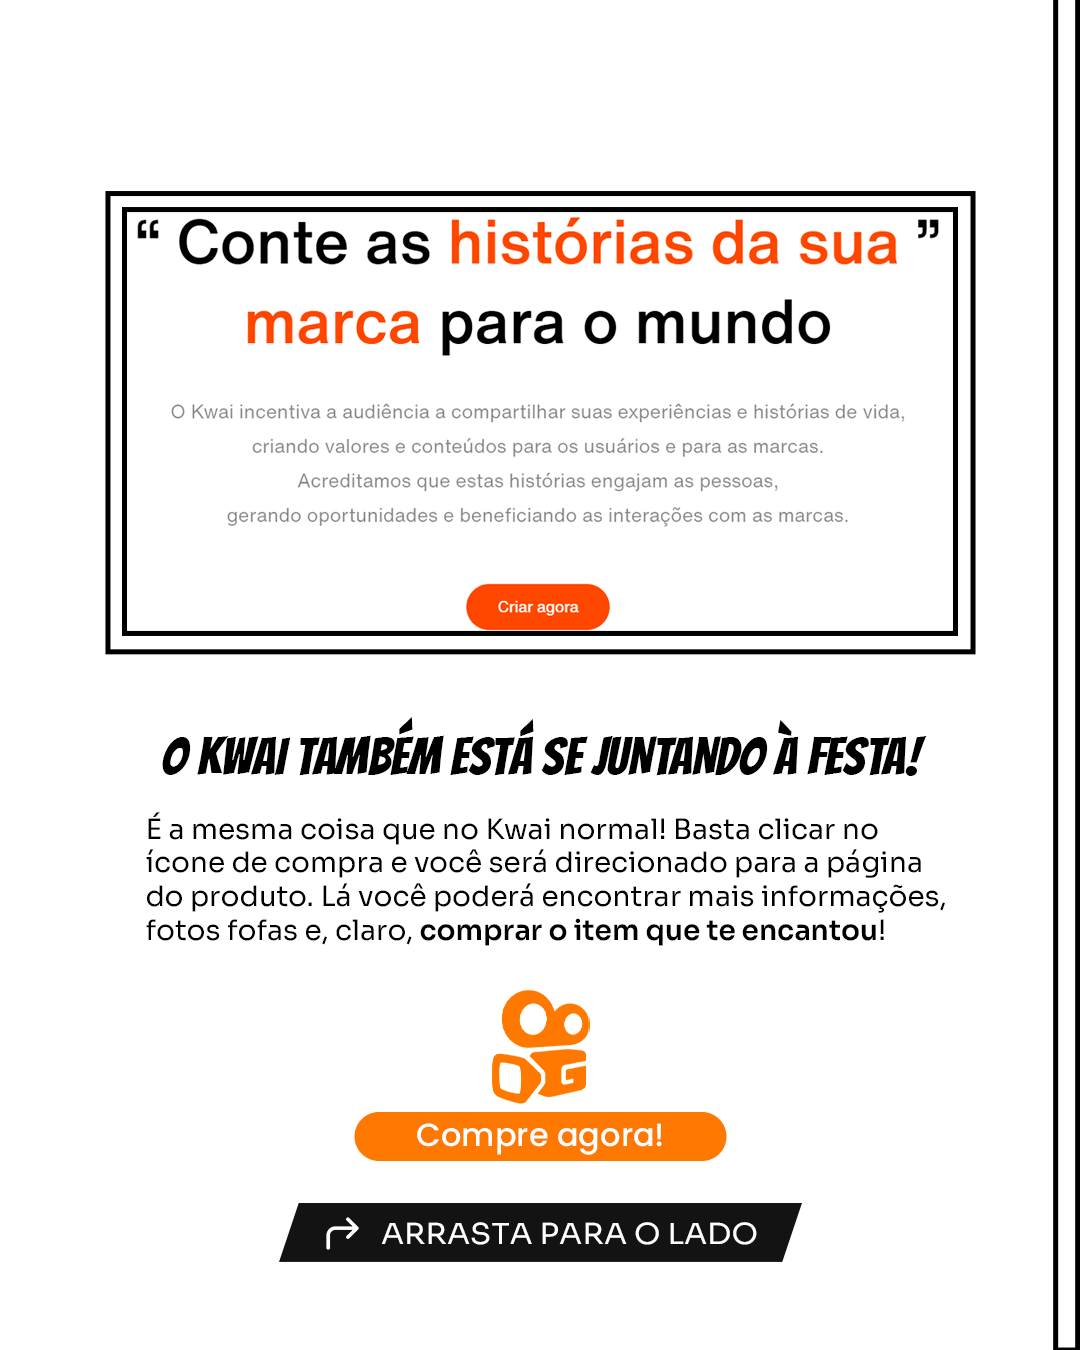 “ Conte as histórias da sua ”
marca para o mundo
O Kwai incentiva a audiência a compartilhar suas experiências e histórias de vida,
criando valores e conteúdos para os usuários e para as marcas.
Acreditamos que estas histórias engajam as pessoas,
gerando oportunidades e beneficiando as interações com as marcas.
Criar agora
O KWAI TAMBÉM ESTÁ SE JUNTANDO À FESTA!
É a mesma coisa que no Kwai normal! Basta clicar no
ícone de compra e você será direcionado para a página
do produto. Lá você poderá encontrar mais informações,
fotos fofas e, claro, comprar o item que te encantou!
Compre agora!
ARRASTA PARA O LADO